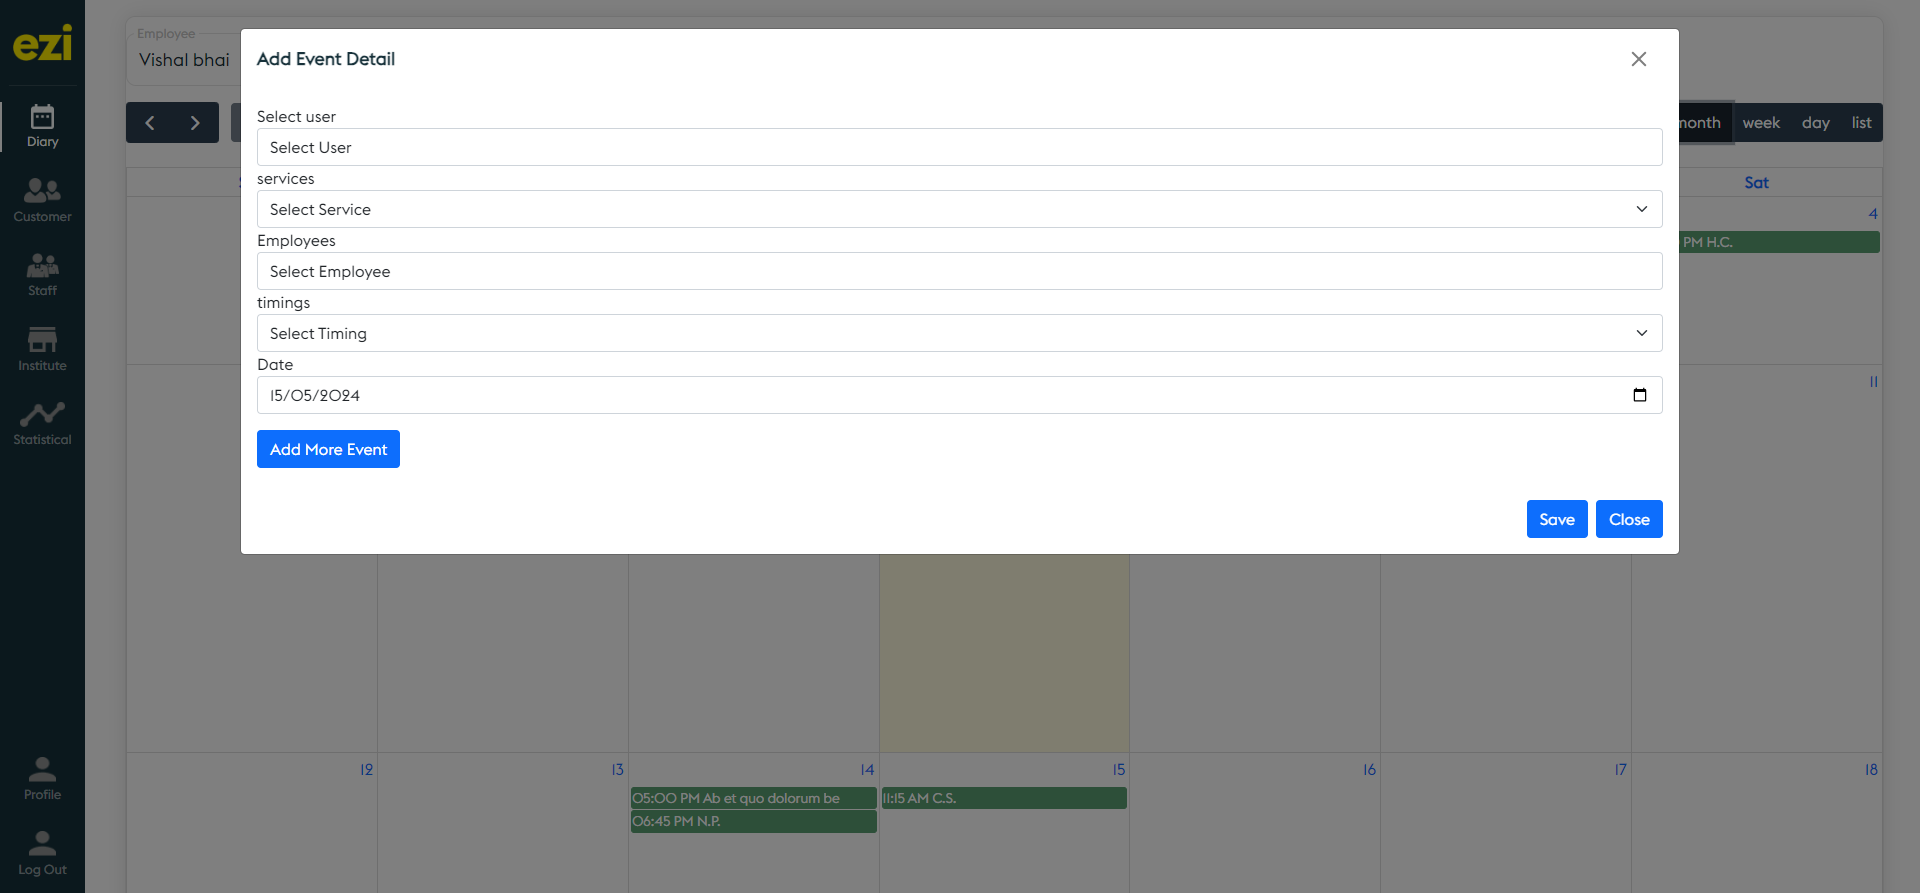 ezi
Diary
Customer
Staff
Institute
Statistical
Profile
Log Out
Employee
Vishal bhai
week
day
list
Add Event Detail
Select user
Select User
services
Select Service
Employees
Select Employee
timings
Select Timing
Date
15/05/2024
Add More Event
Save
Close
Sat
4
PM H.C.
11
12
13
14
15
16
17
18
05:00 PM Ab et quo dolorum be
11:15 AM C.S.
06:45 PM N.P.